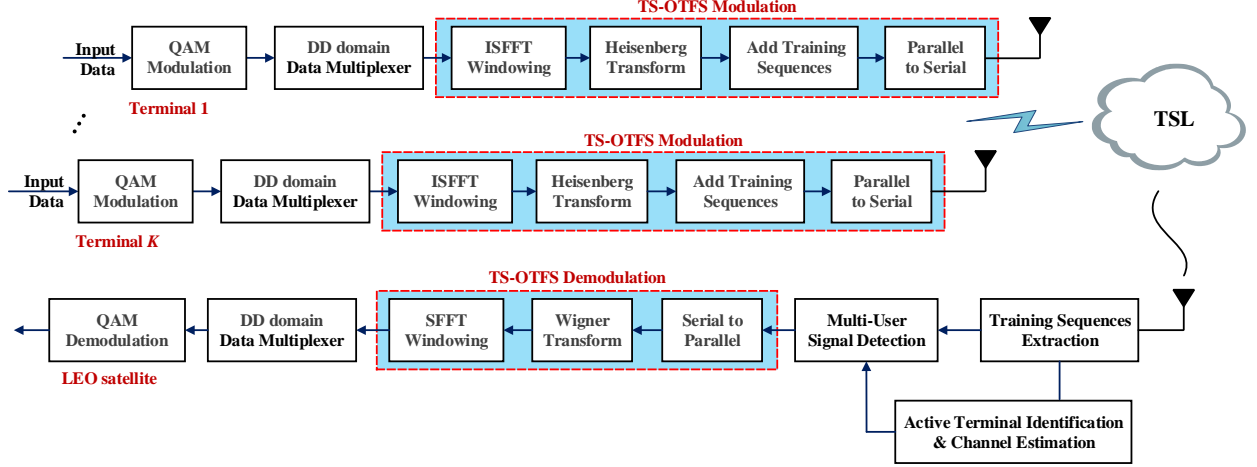 TS-OTFS Modulation
Input
Data
QAM
Modulation
DD domain
Data Multiplexer
ISFFT
Windowing
Heisenberg
Transform
Add Training
Sequences
Parallel
to Serial
Terminal 1
TSL
TS-OTFS Modulation
Input
Data
QAM
Modulation
DD domain
Data Multiplexer
ISFFT
Windowing
Heisenberg
Transform
Add Training
Sequences
Parallel
to Serial
Terminal K
TS-OTFS Demodulation
QAM
Demodulation
DD domain
Data Multiplexer
SFFT
Windowing
Wigner
Transform
Serial to
Parallel
Multi-User
Signal Detection
Training Sequences
Extraction
LEO satellite
Active Terminal Identification
& Channel Estimation